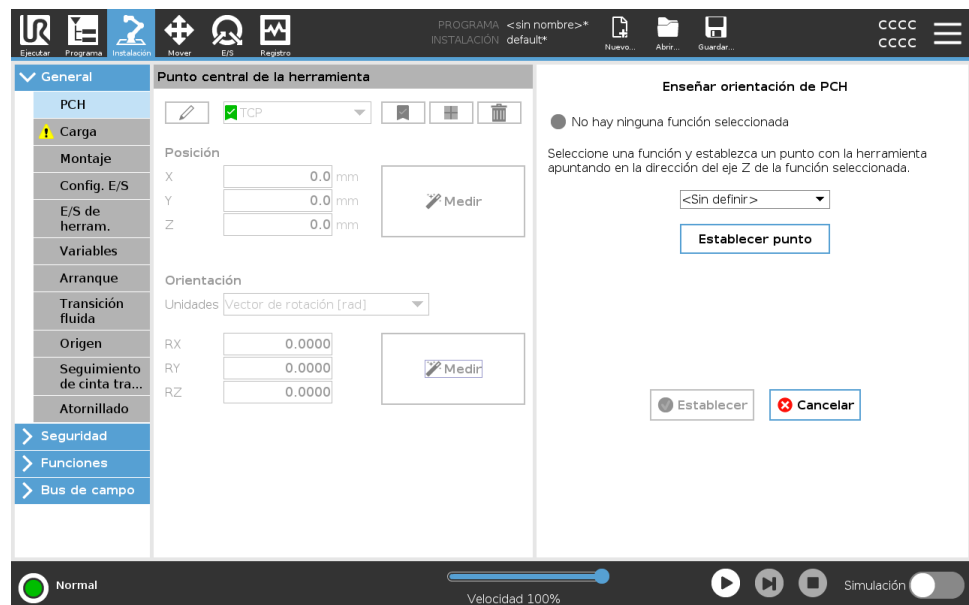 PROGRAMA <sin nombre>*
INSTALACIÓN default*
CCCC
CCCC
Ejecutar Programa Instalación Mover E/S Registro Nuevo... Abrir... Guardar...
General
PCH
Carga
Montaje
Config. E/S
E/S de
herram.
Variables
Arranque
Transición
fluida
Origen
Seguimiento
de cinta tra...
Atornillado
Seguridad
Funciones
Bus de campo
Punto central de la herramienta
TCP
Posición
X 0.0 mm
Y 0.0 mm
Z 0.0 mm
Medir
Orientación
Unidades Vector de rotación [rad]
RX 0.0000
RY 0.0000
RZ 0.0000
Medir
Enseñar orientación de PCH
No hay ninguna función seleccionada
Seleccione una función y establezca un punto con la herramienta
apuntando en la dirección del eje Z de la función seleccionada.
<Sin definir>
Establecer punto
Establecer Cancelar
Normal
Velocidad 100%
Simulación